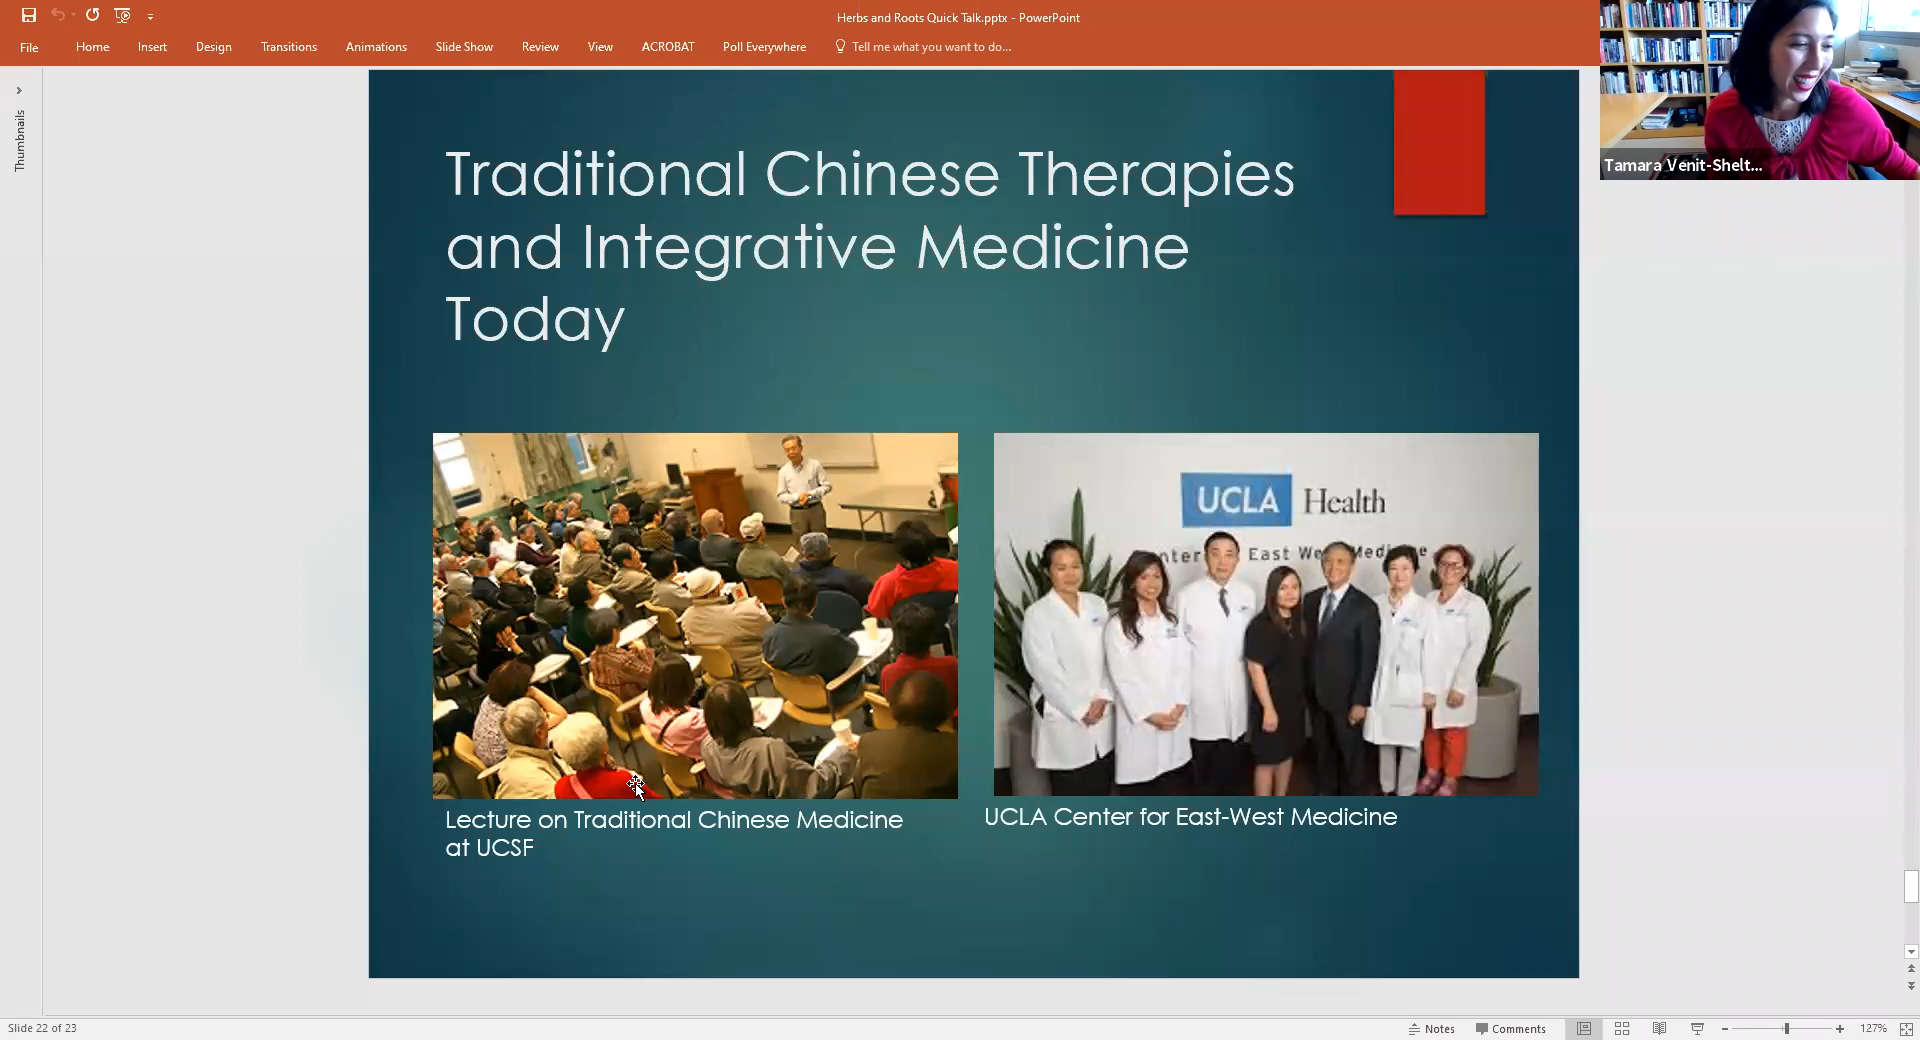 Herbs and Roots Quick Talk.pptx - PowerPoint
File Home Insert Design Transitions Animations Slide Show Review View ACROBAT Poll Everywhere Tell me what you want to do...
Thumbnails
Tamara Venit-Shelt...
Traditional Chinese Therapies
and Integrative Medicine
Today
UCLA Health
East West Medicine
Lecture on Traditional Chinese Medicine
at UCSF
UCLA Center for East-West Medicine
Slide 22 of 23
Notes Comments 127%